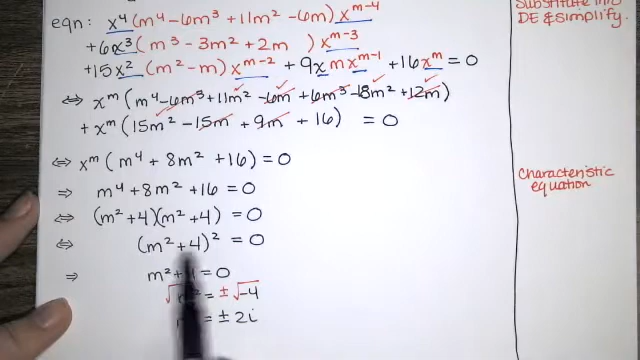 eqn: x⁴(m⁴-6m³+11m²-6m)x^(m-4)
+6x³(m³-3m²+2m )x^(m-3)
+15x²(m²-m)x^(m-2) +9x m x^(m-1) +16x^m =0
⇔ x^m(m⁴-6m³+11m²-6m+6m³-18m²+12m)
+x^m(15m²-15m+9m+16) =0
⇔ x^m(m⁴+8m²+16)=0
⇒ m⁴+8m²+16=0
⇔ (m²+4)(m²+4) =0
⇔ (m²+4)² =0
⇒ m²+ =0
= ±√-4
= ±2i
Substitute into
DE & simplify.
Characteristic
equation